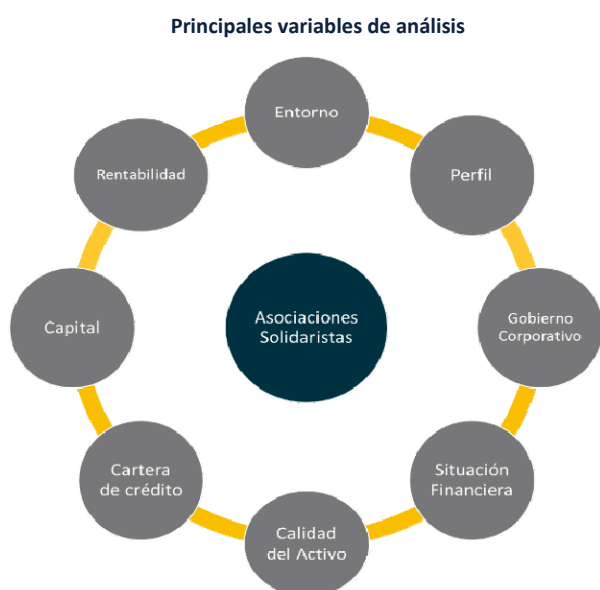 Principales variables de análisis
Entorno
Perfil
Gobierno
Corporativo
Situación
Financiera
Calidad
del Activo
Cartera
de crédito
Capital
Rentabilidad
Asociaciones
Solidaristas